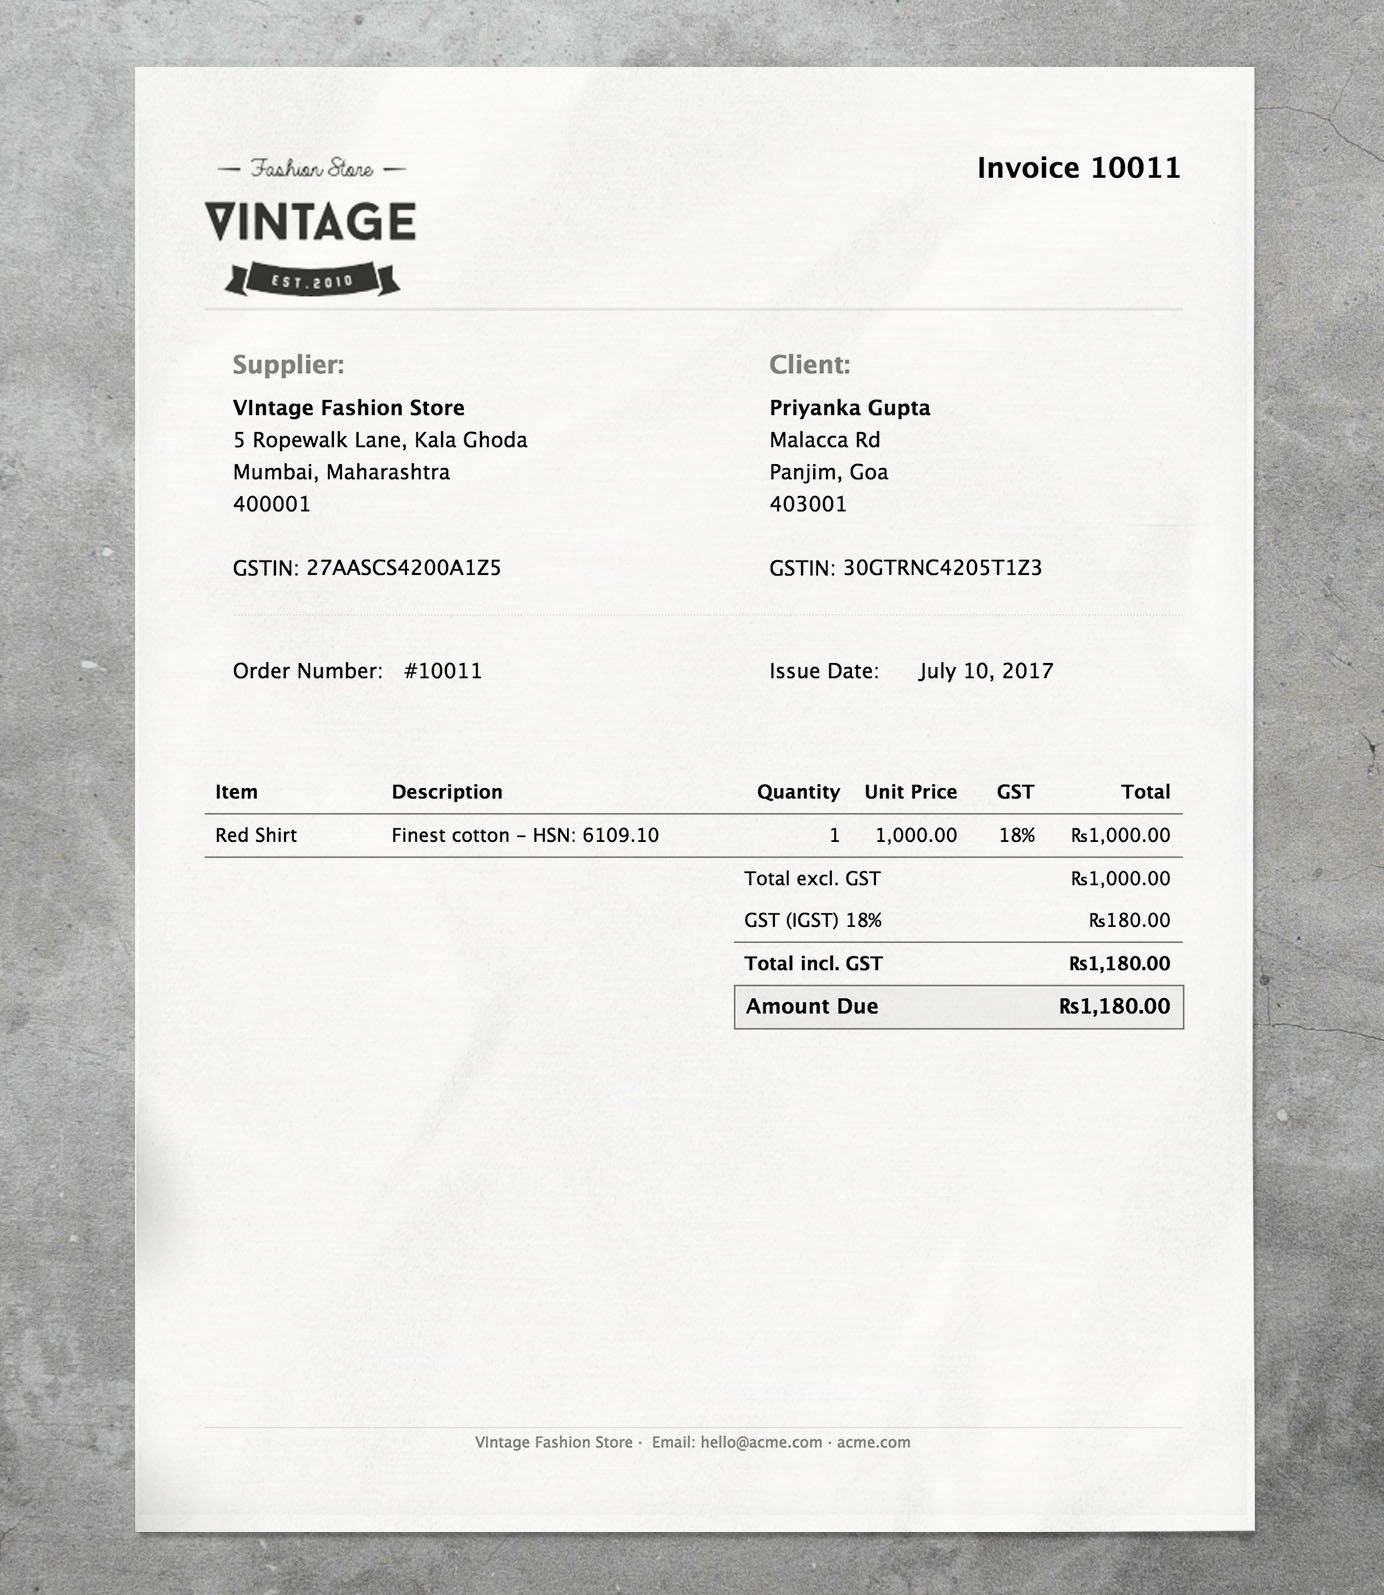 Fashion Store
VINTAGE
EST.2010
Invoice 10011
Supplier:
VIntage Fashion Store
5 Ropewalk Lane, Kala Ghoda
Mumbai, Maharashtra
400001
GSTIN: 27AASCS4200A1Z5
Client:
Priyanka Gupta
Malacca Rd
Panjim, Goa
403001
GSTIN: 30GTRNC4205T1Z3
Order Number: #10011
Issue Date: July 10, 2017
Item Description Quantity Unit Price GST Total
Red Shirt Finest cotton – HSN: 6109.10 1 1,000.00 18% ₨1,000.00
Total excl. GST ₨1,000.00
GST (IGST) 18% ₨180.00
Total incl. GST ₨1,180.00
Amount Due ₨1,180.00
VIntage Fashion Store · Email: hello@acme.com · acme.com